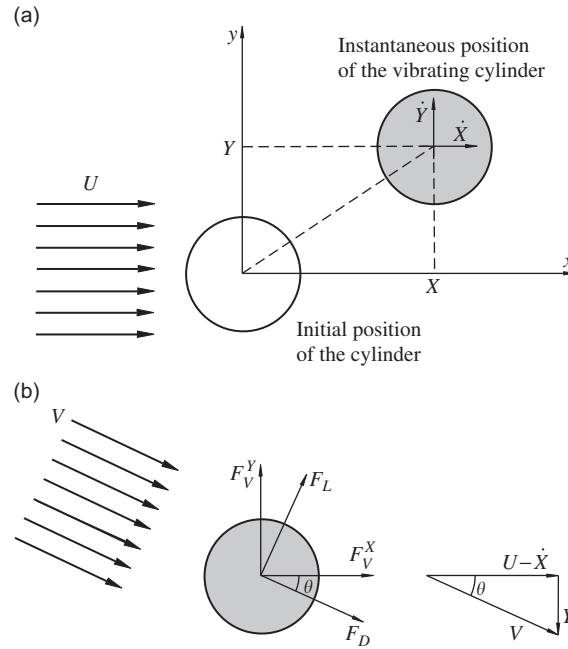 (a)
y
Instantaneous position
of the vibrating cylinder
Ẏ
Ẋ
Y
U
x
X
Initial position
of the cylinder
(b)
V
F_V^Y
F_L
F_V^X
θ
F_D
U−Ẋ
θ
V
Ẏ